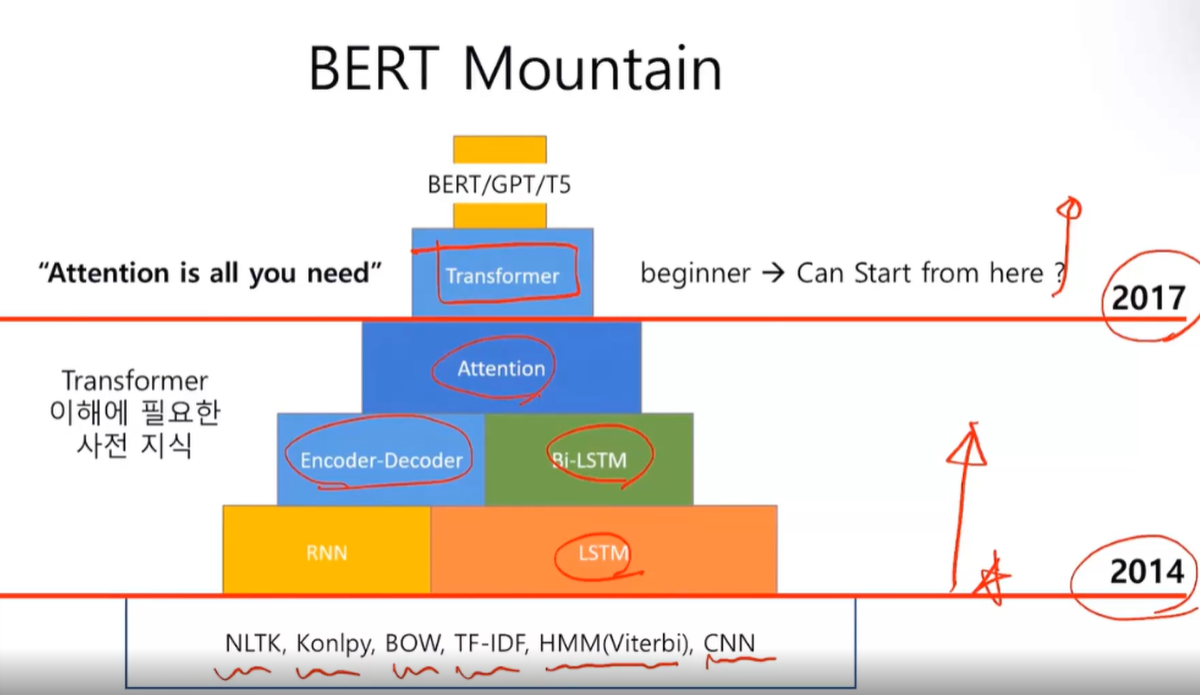 BERT Mountain
BERT/GPT/T5
“Attention is all you need”
Transformer
beginner → Can Start from here ?
2017
Attention
Transformer
이해에 필요한
사전 지식
Encoder-Decoder
Bi-LSTM
RNN
LSTM
2014
NLTK, Konlpy, BOW, TF-IDF, HMM(Viterbi), CNN